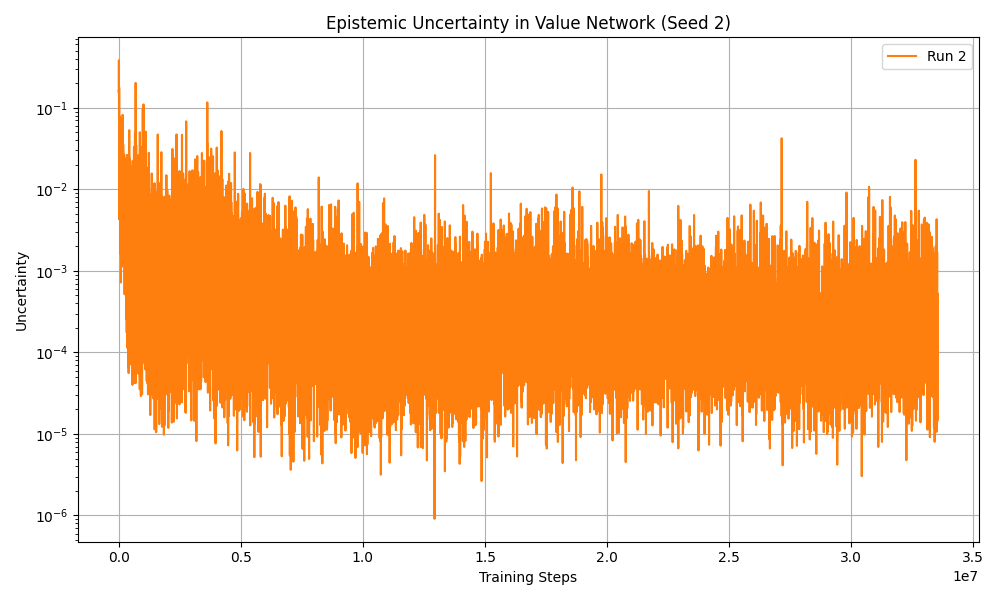 Epistemic Uncertainty in Value Network (Seed 2)
Run 2
Uncertainty
10⁻¹
10⁻²
10⁻³
10⁻⁴
10⁻⁵
10⁻⁶
0.0 0.5 1.0 1.5 2.0 2.5 3.0 3.5
1e7
Training Steps